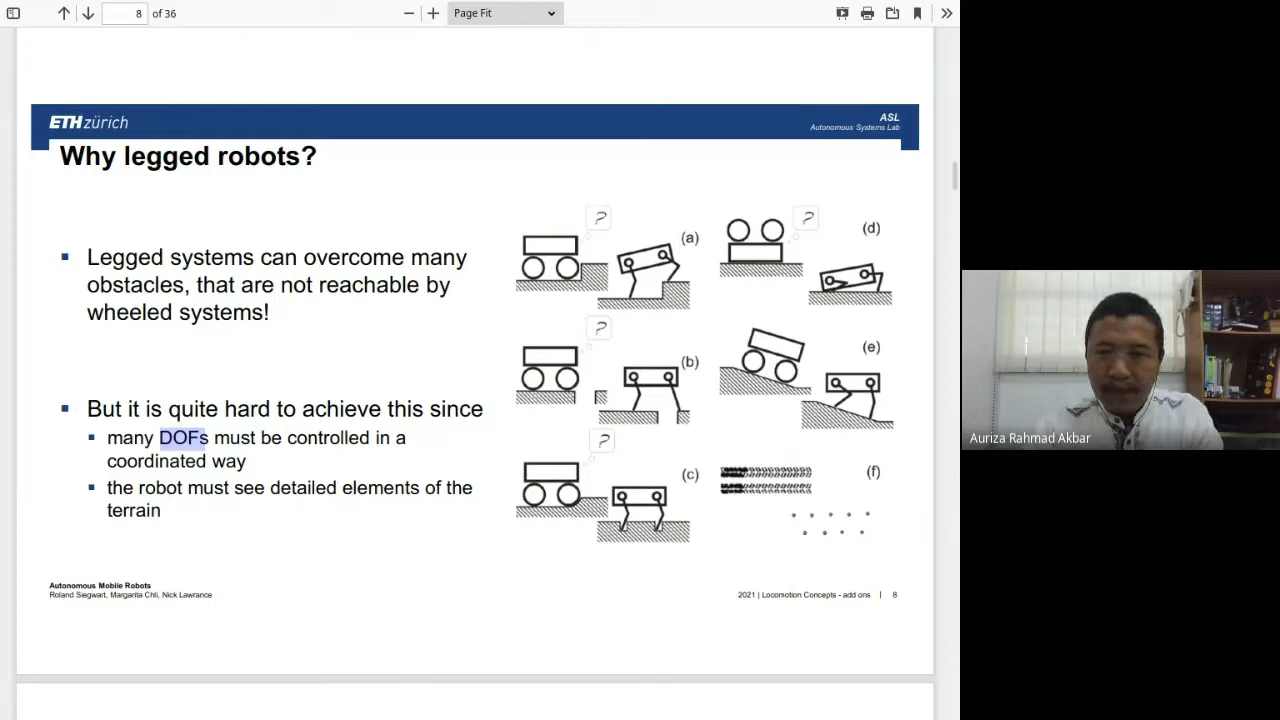 8 of 36
Page Fit
ETHzürich
ASL
Autonomous Systems Lab
Why legged robots?
Legged systems can overcome many
obstacles, that are not reachable by
wheeled systems!
But it is quite hard to achieve this since
many DOFs must be controlled in a
coordinated way
the robot must see detailed elements of the
terrain
?
(a)
?
(d)
?
(b)
(e)
?
(c)
(f)
Autonomous Mobile Robots
Roland Siegwart, Margarita Chli, Nick Lawrance
2021 | Locomotion Concepts - add ons | 8
Auriza Rahmad Akbar